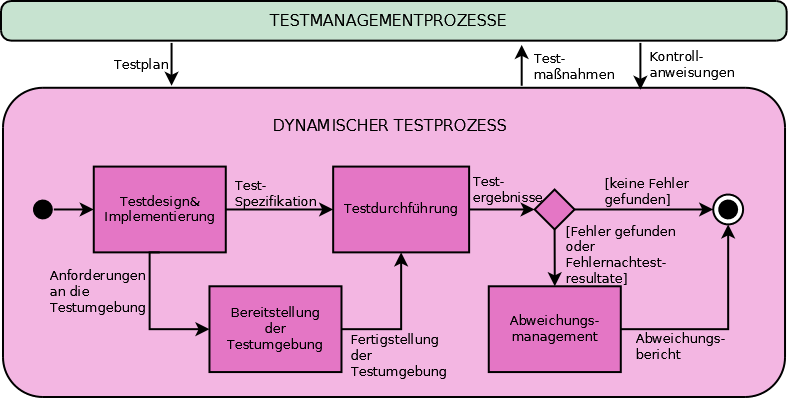 TESTMANAGEMENTPROZESSE
Testplan
Test-
maßnahmen
Kontroll-
anweisungen
DYNAMISCHER TESTPROZESS
Testdesign&
Implementierung
Test-
Spezifikation
Testdurchführung
Test-
ergebnisse
[keine Fehler
gefunden]
[Fehler gefunden
oder
Fehlernachtest-
resultate]
Anforderungen
an die
Testumgebung
Bereitstellung
der
Testumgebung
Fertigstellung
der
Testumgebung
Abweichungs-
management
Abweichungs-
bericht